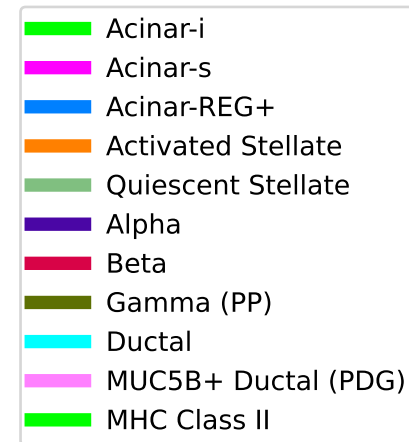 Acinar-i
Acinar-s
Acinar-REG+
Activated Stellate
Quiescent Stellate
Alpha
Beta
Gamma (PP)
Ductal
MUC5B+ Ductal (PDG)
MHC Class II